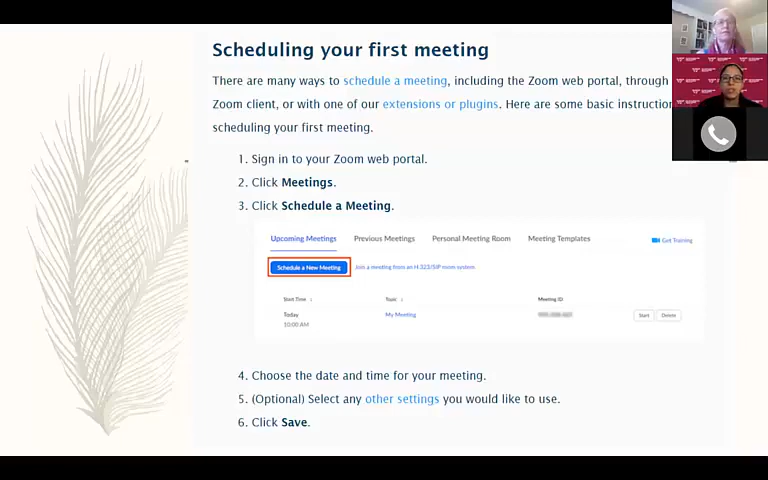 Scheduling your first meeting
There are many ways to schedule a meeting, including the Zoom web portal, through
Zoom client, or with one of our extensions or plugins. Here are some basic instruction
scheduling your first meeting.
1. Sign in to your Zoom web portal.
2. Click Meetings.
3. Click Schedule a Meeting.
Upcoming Meetings Previous Meetings Personal Meeting Room Meeting Templates Get Training
Schedule a New Meeting Join a meeting from an H.323/SIP room system
Start Time Topic Meeting ID
Today My Meeting Start Delete
10:00 AM
4. Choose the date and time for your meeting.
5. (Optional) Select any other settings you would like to use.
6. Click Save.